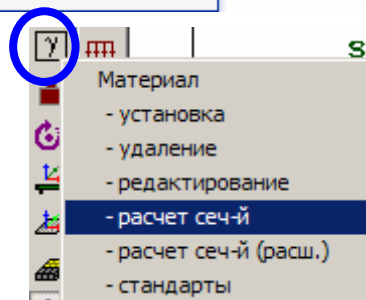 γ
s
Материал
- установка
- удаление
- редактирование
- расчет сеч-й
- расчет сеч-й (расш.)
- стандарты